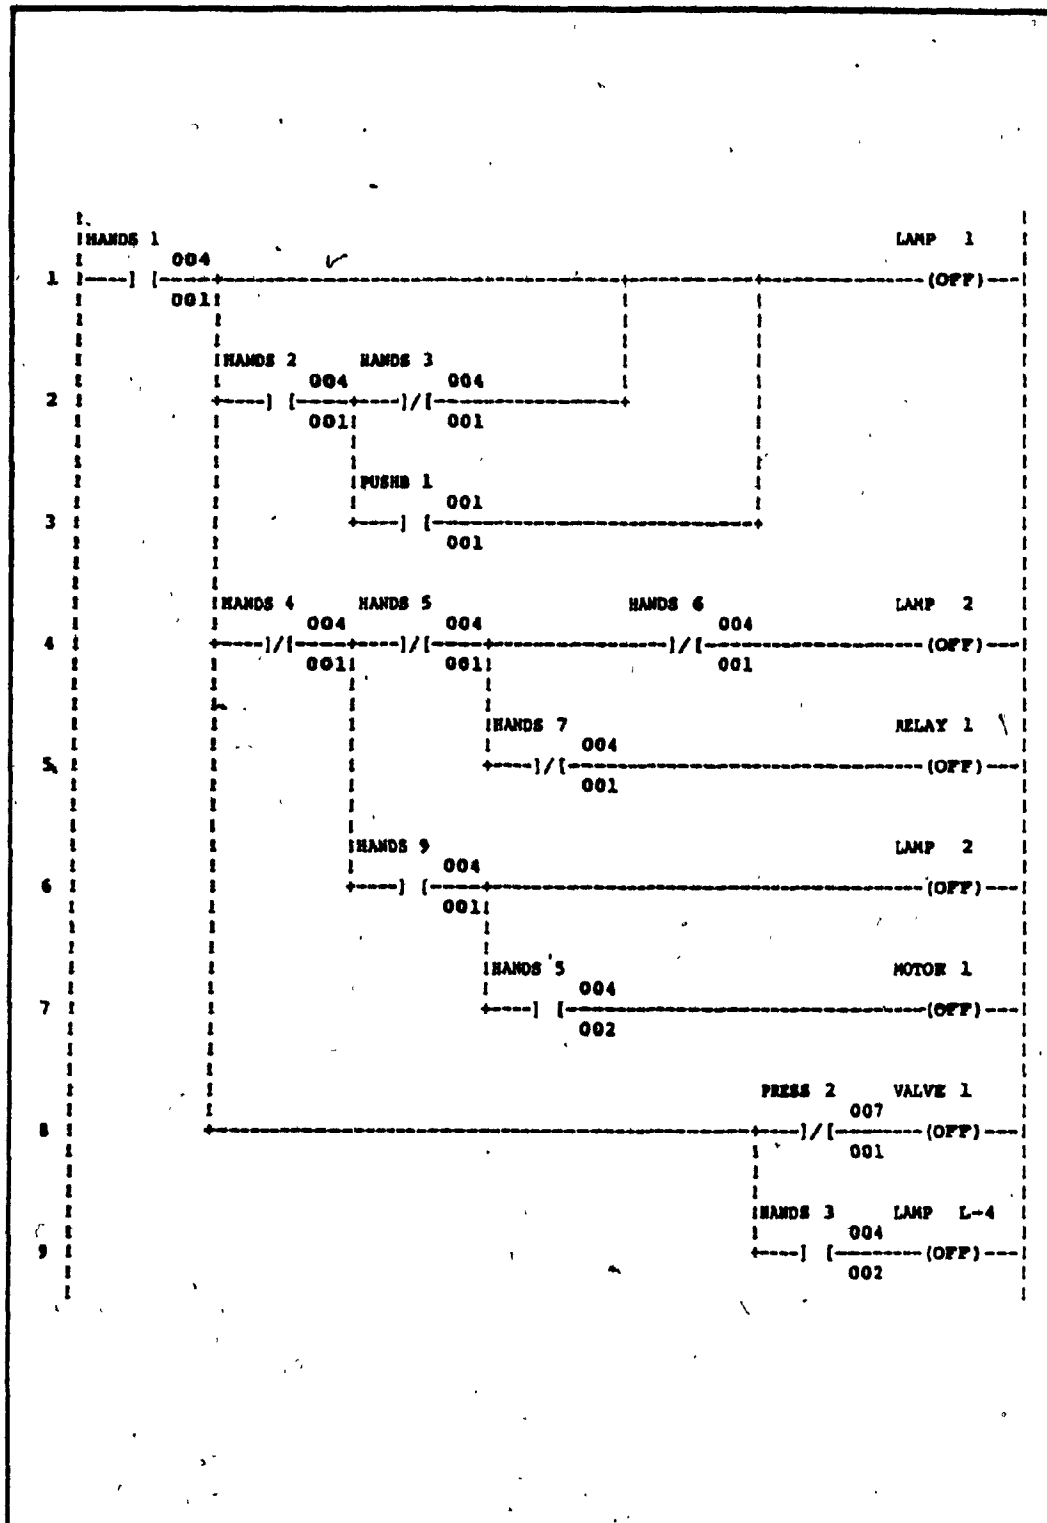 HANDS 1 LAMP 1
004
1 ----] [---- (OFF)---
001
HANDS 2 HANDS 3
004 004
2 +----] [----+----]/[----+
001 001
PUSHB 1
001
3 +----] [----+
001
HANDS 4 HANDS 5 HANDS 6 LAMP 2
004 004 004
4 +----]/[----+----]/[----+----]/[---- (OFF)---
001 001 001
HANDS 7 RELAY 1
004
5 +----]/[---- (OFF)---
001
HANDS 9 LAMP 2
004
6 +----] [---- (OFF)---
001
HANDS 5 MOTOR 1
004
7 +----] [---- (OFF)---
002
PRESS 2 VALVE 1
007
8 +----+----]/[---- (OFF)---
001
HANDS 3 LAMP L-4
004
9 +----] [---- (OFF)---
002